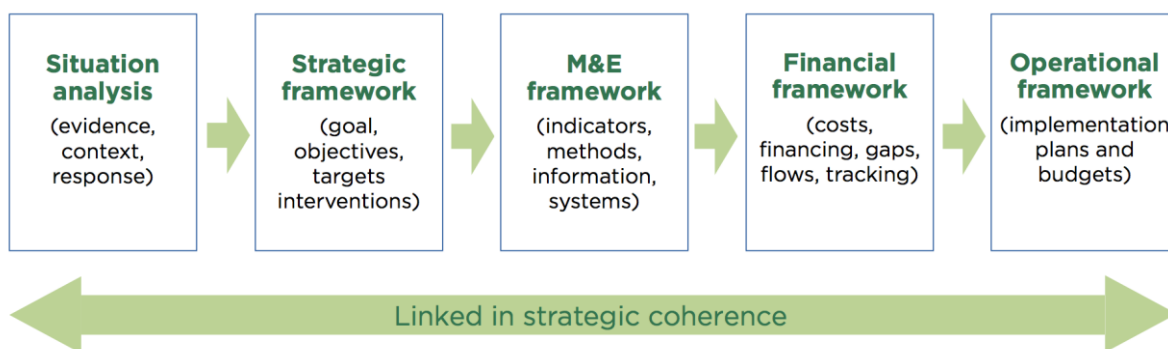 Situation
analysis
(evidence,
context,
response)
Strategic
framework
(goal,
objectives,
targets
interventions)
M&E
framework
(indicators,
methods,
information,
systems)
Financial
framework
(costs,
financing, gaps,
flows, tracking)
Operational
framework
(implementation
plans and
budgets)
Linked in strategic coherence